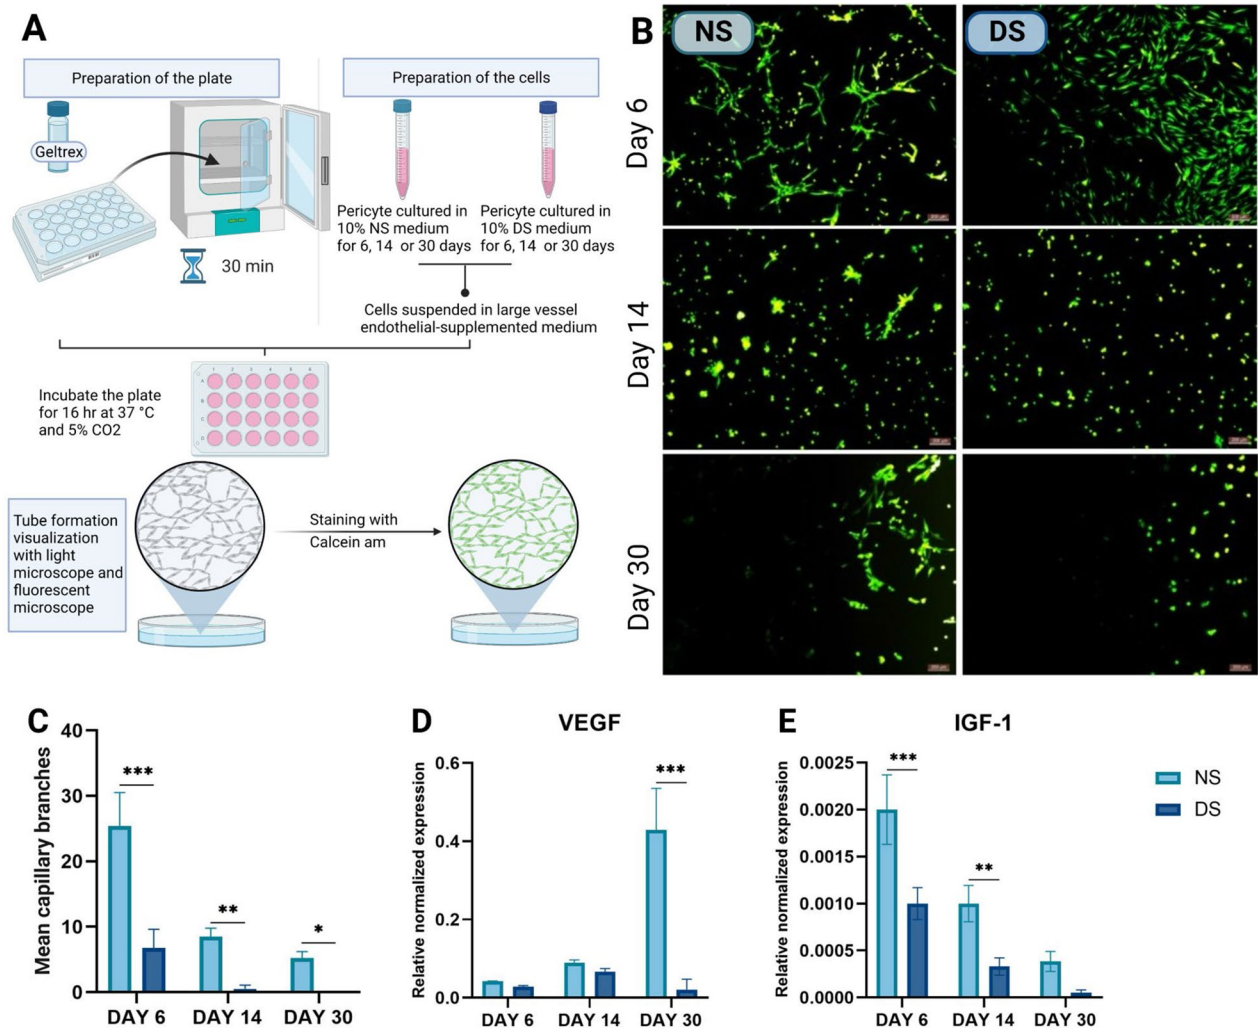 A
Preparation of the plate
Preparation of the cells
Geltrex
30 min
Pericyte cultured in
10% NS medium
for 6, 14 or 30 days
Pericyte cultured in
10% DS medium
for 6, 14 or 30 days
Cells suspended in large vessel
endothelial-supplemented medium
Incubate the plate
for 16 hr at 37 °C
and 5% CO2
1 2 3 4 5 6
A
B
C
D
Tube formation
visualization
with light
microscope and
fluorescent
microscope
Staining with
Calcein am
B
NS
DS
Day 6
Day 14
Day 30
C
Mean capillary branches
40
30
20
10
0
***
**
*
DAY 6
DAY 14
DAY 30
D
VEGF
Relative normalized expression
0.6
0.4
0.2
0.0
***
DAY 6
DAY 14
DAY 30
E
IGF-1
Relative normalized expression
0.0025
0.0020
0.0015
0.0010
0.0005
0.0000
***
**
DAY 6
DAY 14
DAY 30
NS
DS